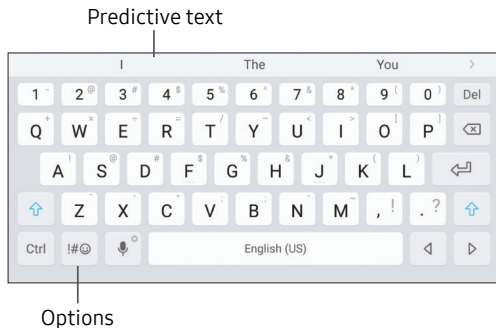 Predictive text
I The You >
1 ~ 2 @ 3 # 4 $ 5 % 6 ^ 7 & 8 * 9 ( 0 ) Del
Q + W × E ÷ R = T / Y _ U < I > O [ P ]
A ! S @ D # F $ G % H & J * K ( L )
Z - X ' C " V : B ; N ' M ~ , ! . ?
Ctrl !#☺ English (US)
Options